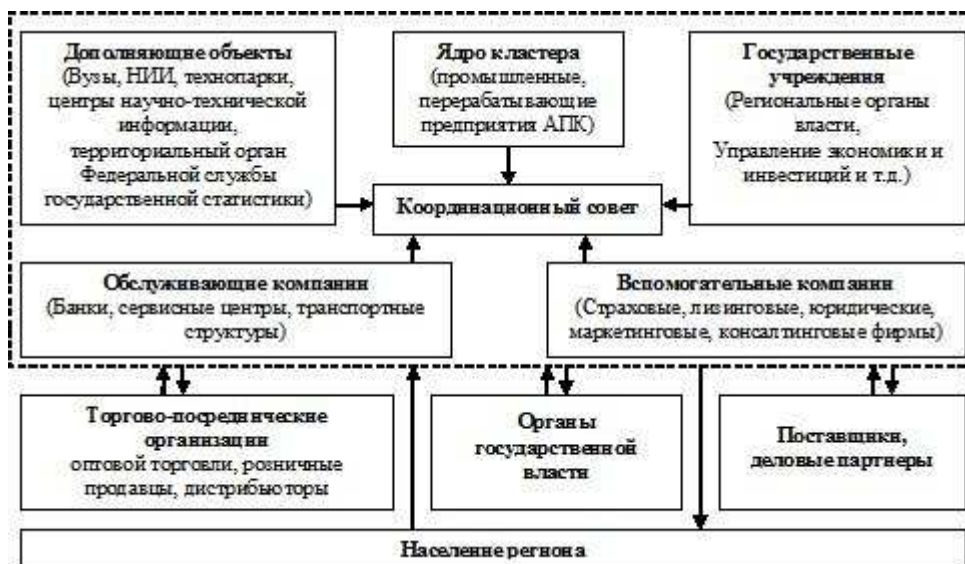 Дополняющие объекты
(Вузы, НИИ, технопарки,
центры научно-технической
информации,
территориальный орган
Федеральной службы
государственной статистики)
Ядро кластера
(промышленные,
перерабатывающие
предприятия АПК)
Государственные
учреждения
(Региональные органы
власти,
Управление экономики и
инвестиций и т.д.)
Координационный совет
Обслуживающие компании
(Банки, сервисные центры, транспортные
структуры)
Вспомогательные компании
(Страховые, лизинговые, юридические,
маркетинговые, консалтинговые фирмы)
Торгово-посреднические
организации
оптовой торговли, розничные
продавцы, дистрибьюторы
Органы
государственной
власти
Поставщики,
деловые партнеры
Население региона